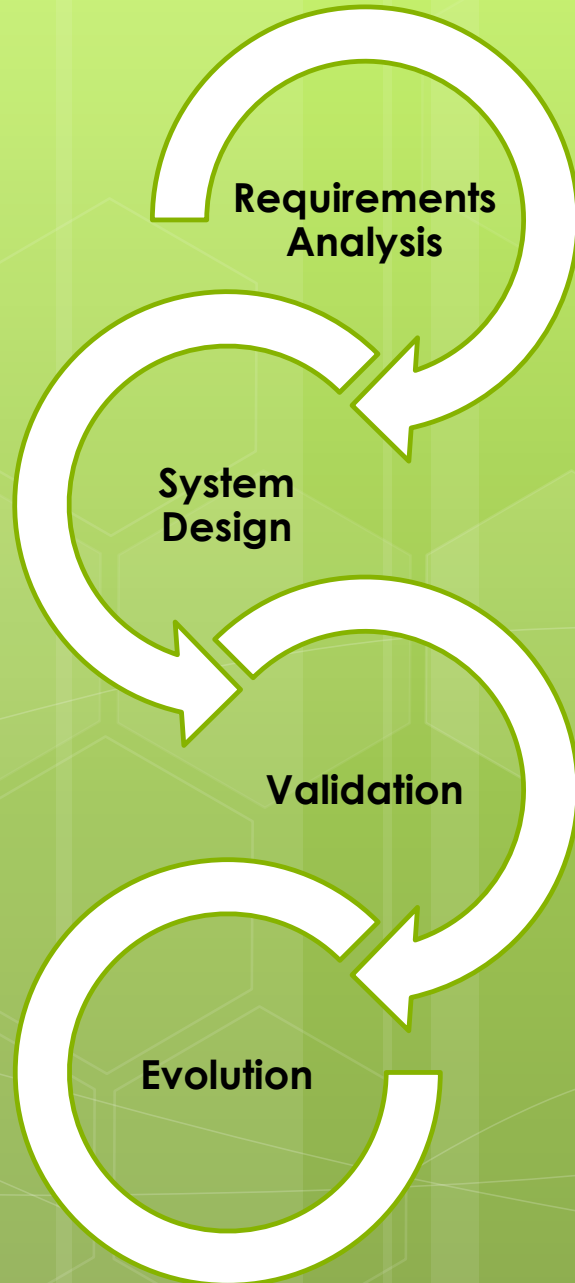 Requirements
Analysis
System
Design
Validation
Evolution